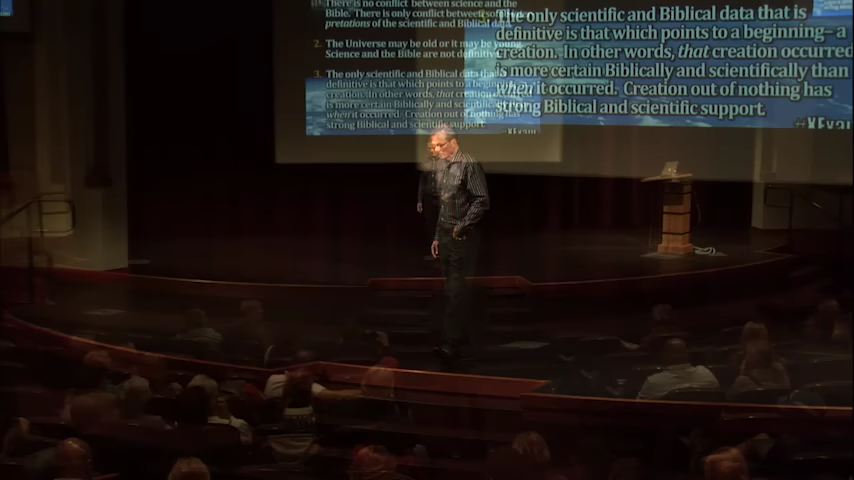 There is no conflict between science and the
Bible. There is only conflict between
pretations of the scientific and Biblical data.
2. The Universe may be old or it may be young
Science and the Bible are not definitive
3. The only scientific and Biblical data that is
definitive is that which points to a beginning
creation. In other words, that creation
is more certain Biblically and scientific
when it occurred. Creation out of nothing has
strong Biblical and scientific support.
The only scientific and Biblical data that is
definitive is that which points to a beginning– a
creation. In other words, that creation occurred
is more certain Biblically and scientifically than
when it occurred. Creation out of nothing has
strong Biblical and scientific support.